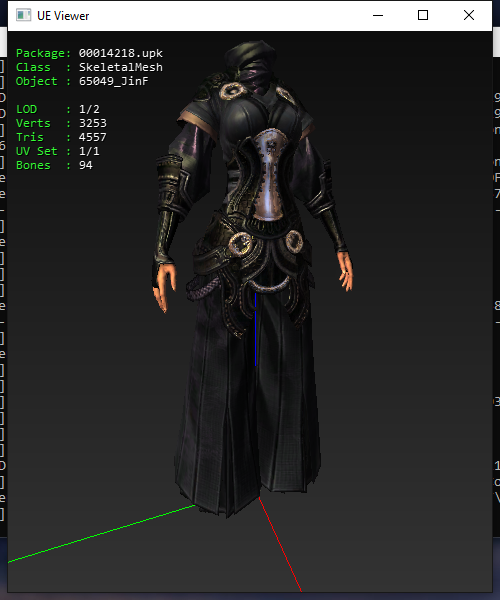 UE Viewer
Package: 00014218.upk
Class : SkeletalMesh
Object : 65049_JinF
LOD : 1/2
Verts : 3253
Tris : 4557
UV Set : 1/1
Bones : 94